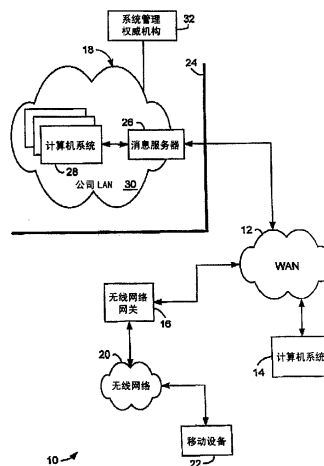 系统管理
权威机构
32
18
24
计算机系统
28
26
消息服务器
公司 LAN
30
12
WAN
无线网络
网关
16
计算机系统
14
20
无线网络
移动设备
22
10